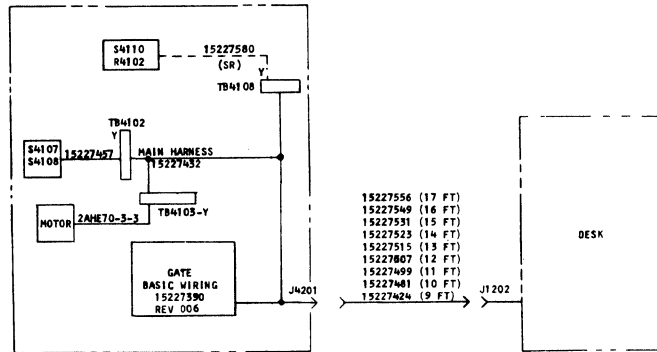 S4110
R4102
15227580
(SR)
Y
TB4108
TB4102
Y
S4107
S4108
15227457
MAIN HARNESS
15227432
TB4103-Y
MOTOR
2AHE70-3-3
GATE
BASIC WIRING
15227390
REV 006
J4201
15227556 (17 FT)
15227549 (16 FT)
15227531 (15 FT)
15227523 (14 FT)
15227515 (13 FT)
15227607 (12 FT)
15227499 (11 FT)
15227481 (10 FT)
15227424 (9 FT)
J1202
DESK